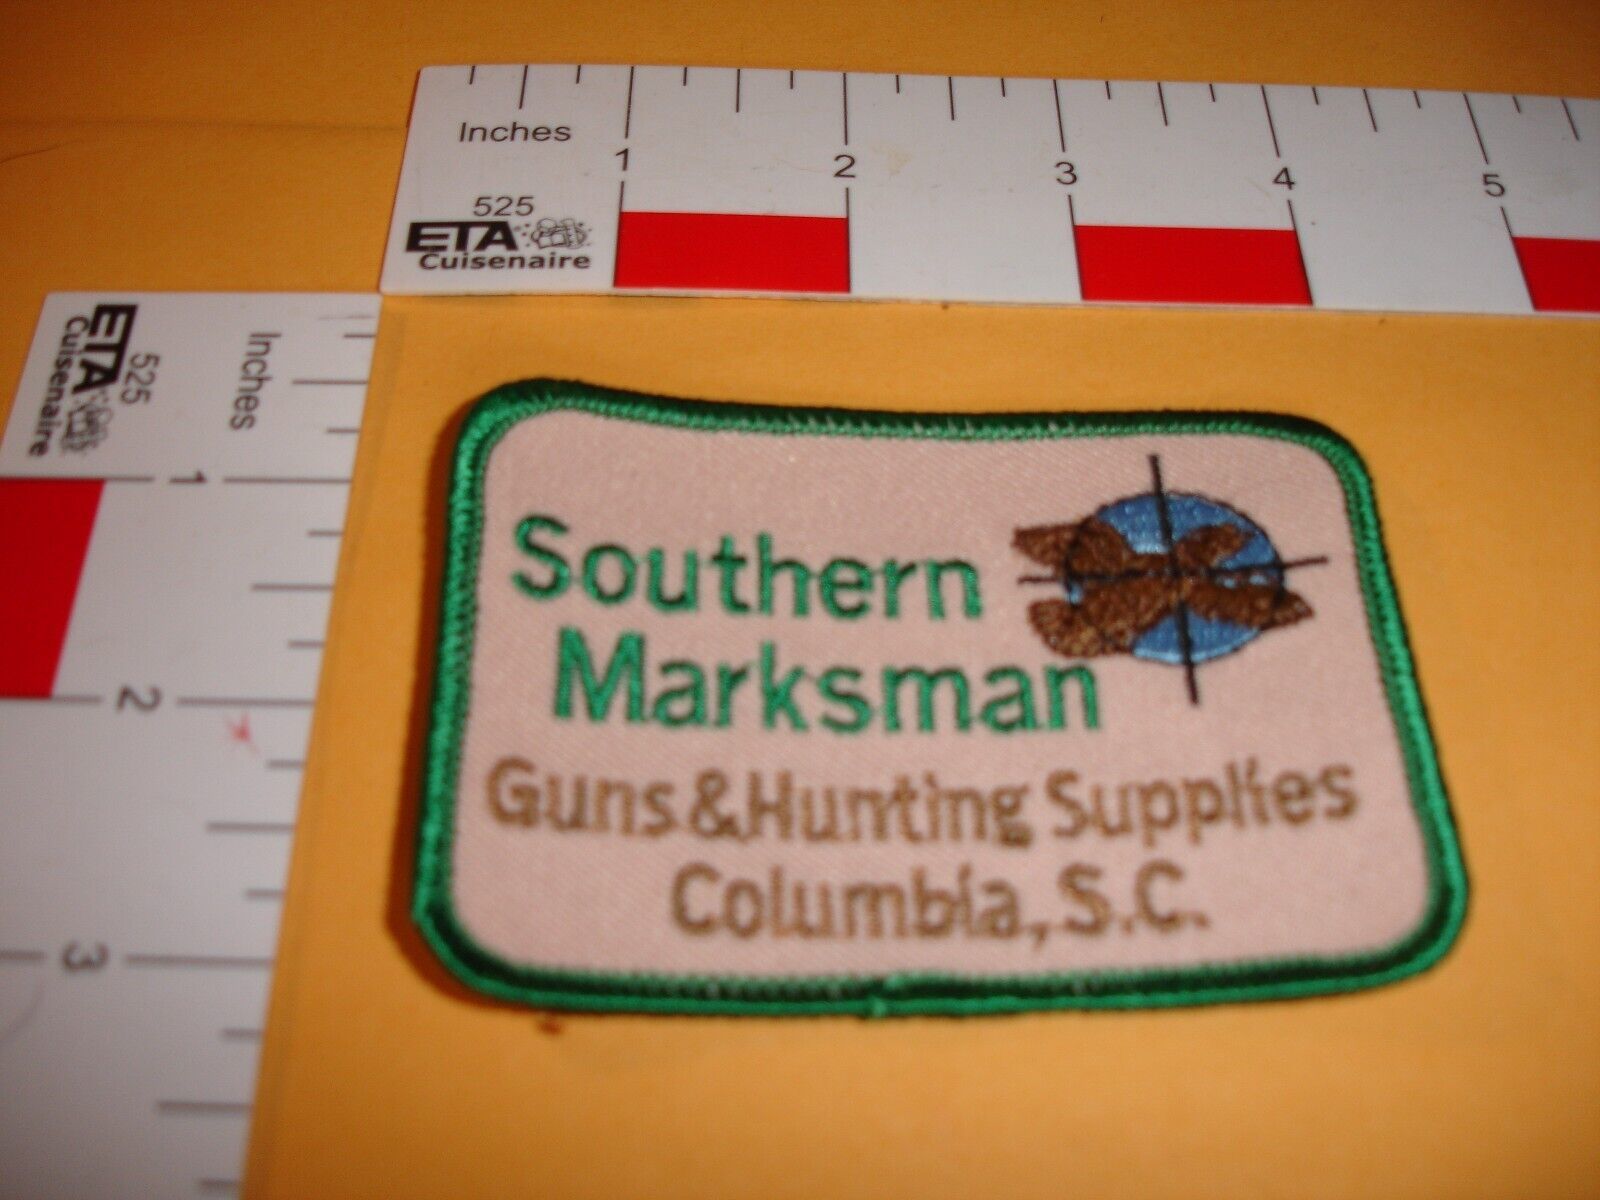 Inches
1 2 3 4 5
525
ETA
Cuisenaire
Inches
525
ETA
Cuisenaire
1
2
3
Southern
Marksman
Guns & Hunting Supplies
Columbia, S.C.